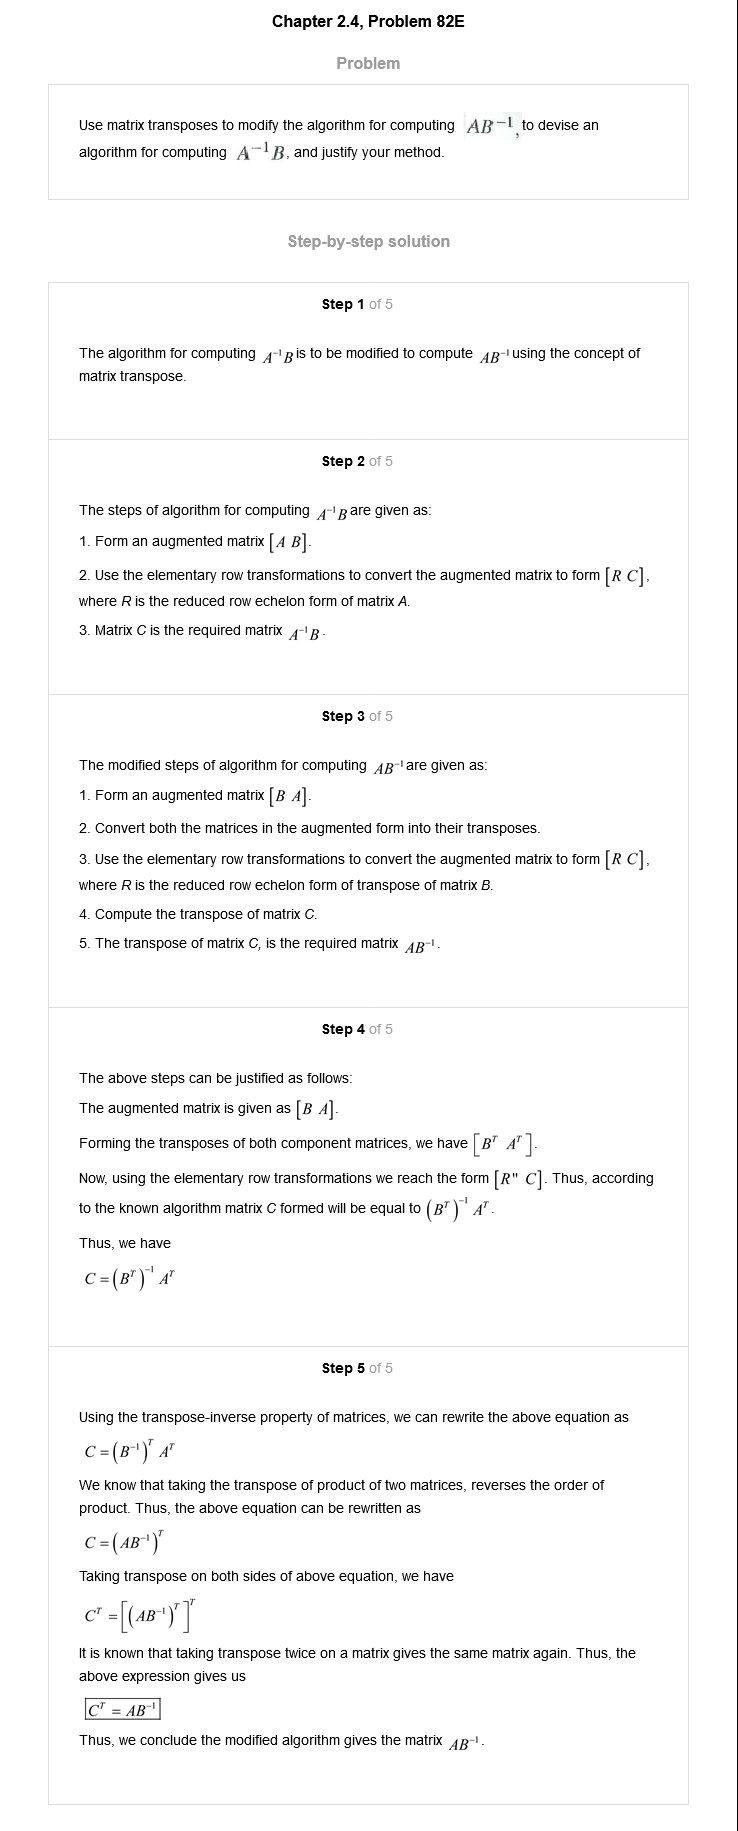 Chapter 2.4, Problem 82E
Problem
Use matrix transposes to modify the algorithm for computing AB⁻¹, to devise an
algorithm for computing A⁻¹B, and justify your method.
Step-by-step solution
Step 1 of 5
The algorithm for computing A⁻¹B is to be modified to compute AB⁻¹ using the concept of
matrix transpose.
Step 2 of 5
The steps of algorithm for computing A⁻¹B are given as:
1. Form an augmented matrix [A B].
2. Use the elementary row transformations to convert the augmented matrix to form [R C],
where R is the reduced row echelon form of matrix A.
3. Matrix C is the required matrix A⁻¹B.
Step 3 of 5
The modified steps of algorithm for computing AB⁻¹ are given as:
1. Form an augmented matrix [B A].
2. Convert both the matrices in the augmented form into their transposes.
3. Use the elementary row transformations to convert the augmented matrix to form [R C],
where R is the reduced row echelon form of transpose of matrix B.
4. Compute the transpose of matrix C.
5. The transpose of matrix C, is the required matrix AB⁻¹.
Step 4 of 5
The above steps can be justified as follows:
The augmented matrix is given as [B A].
Forming the transposes of both component matrices, we have [Bᵀ Aᵀ].
Now, using the elementary row transformations we reach the form [R" C]. Thus, according
to the known algorithm matrix C formed will be equal to (Bᵀ)⁻¹ Aᵀ.
Thus, we have
C = (Bᵀ)⁻¹ Aᵀ
Step 5 of 5
Using the transpose-inverse property of matrices, we can rewrite the above equation as
C = (B⁻¹)ᵀ Aᵀ
We know that taking the transpose of product of two matrices, reverses the order of
product. Thus, the above equation can be rewritten as
C = (AB⁻¹)ᵀ
Taking transpose on both sides of above equation, we have
Cᵀ = [(AB⁻¹)ᵀ]ᵀ
It is known that taking transpose twice on a matrix gives the same matrix again. Thus, the
above expression gives us
Cᵀ = AB⁻¹
Thus, we conclude the modified algorithm gives the matrix AB⁻¹.